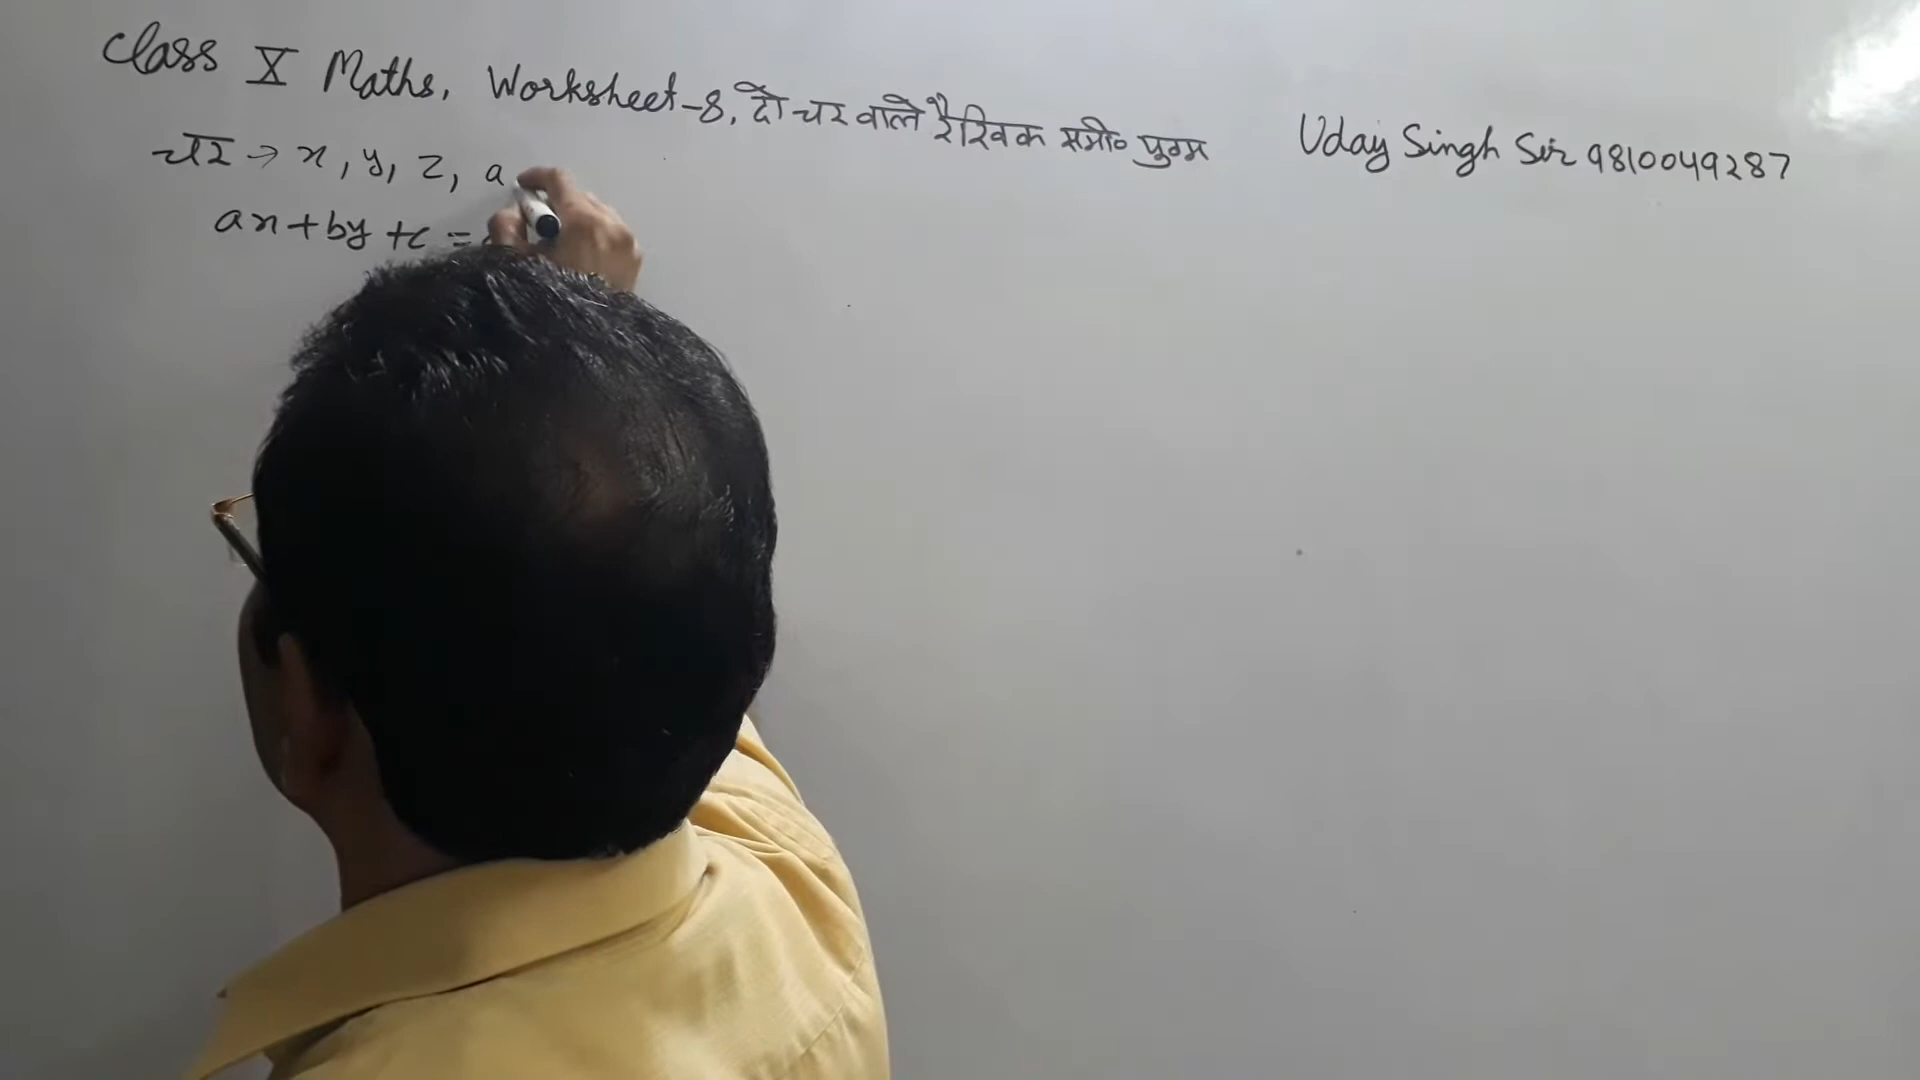 Class X Maths, Worksheet-8, दो चर वाले रैखिक समी० युग्म
Uday Singh Sir 9810049287
चर → x, y, z, a
ax + by + c =